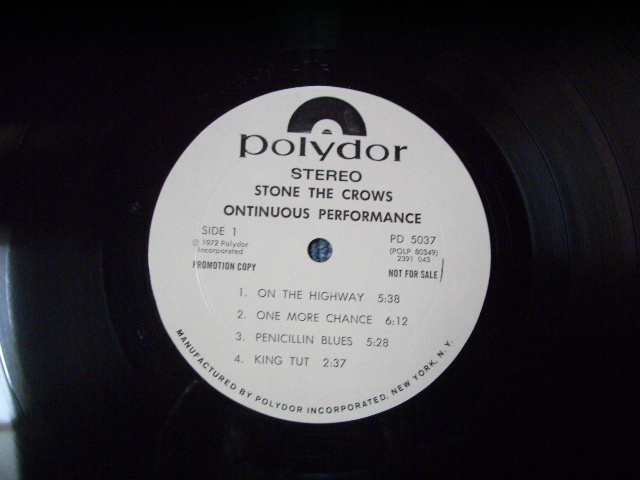 polydor
STEREO
STONE THE CROWS
ONTINUOUS PERFORMANCE
SIDE 1
℗ 1972 Polydor
Incorporated
PROMOTION COPY
PD 5037
(POLP 80349)
2391 043
NOT FOR SALE
1. ON THE HIGHWAY 5:38
2. ONE MORE CHANCE 6:12
3. PENICILLIN BLUES 5:28
4. KING TUT 2:37
MANUFACTURED BY POLYDOR INCORPORATED, NEW YORK, N.Y.